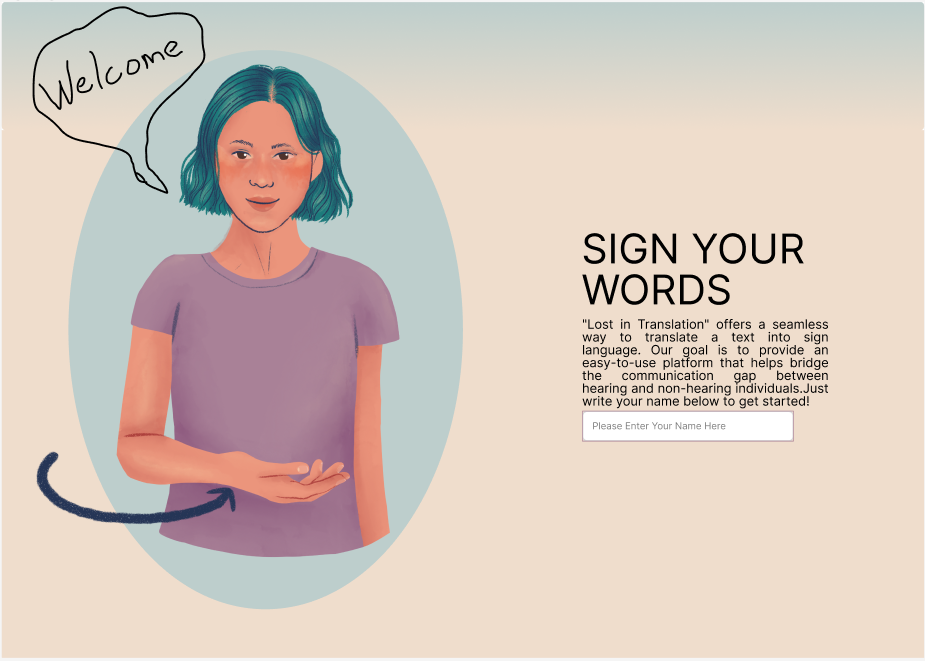 Welcome
SIGN YOUR
WORDS
"Lost in Translation" offers a seamless
way to translate a text into sign
language. Our goal is to provide an
easy-to-use platform that helps bridge
the communication gap between
hearing and non-hearing individuals.Just
write your name below to get started!
Please Enter Your Name Here